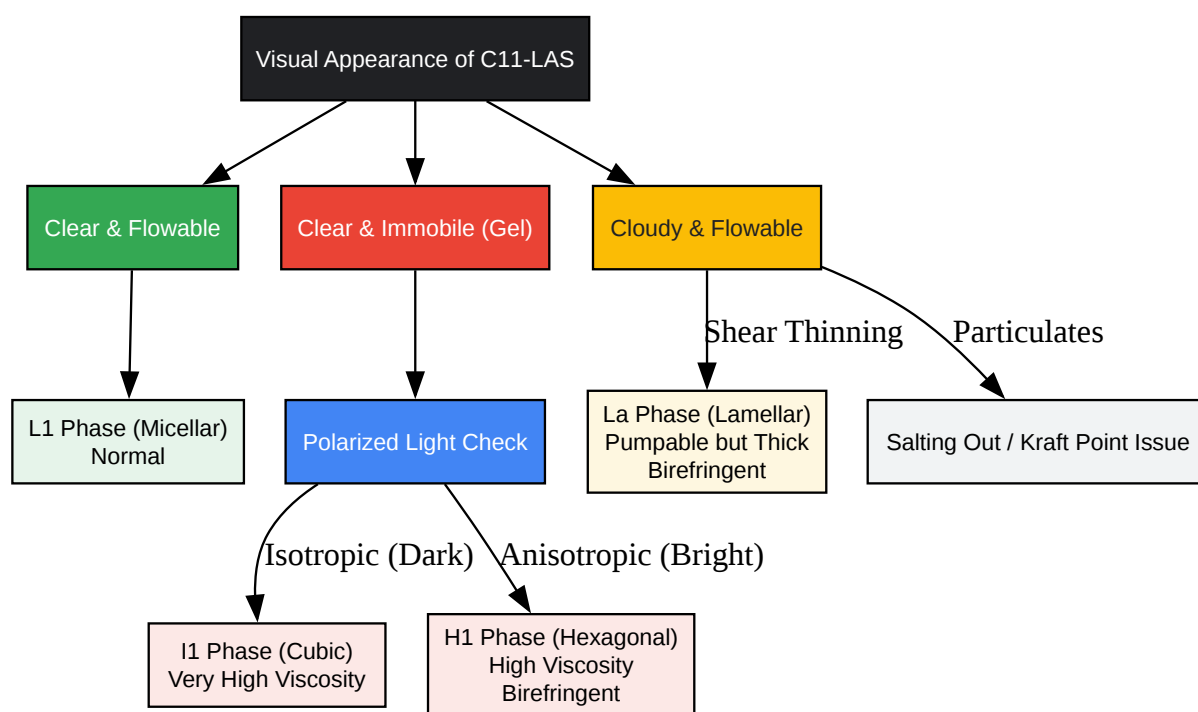 Visual Appearance of C11-LAS
Clear & Flowable
Clear & Immobile (Gel)
Cloudy & Flowable
Shear Thinning
Particulates
L1 Phase (Micellar)
Normal
Polarized Light Check
La Phase (Lamellar)
Pumpable but Thick
Birefringent
Salting Out / Kraft Point Issue
Isotropic (Dark)
Anisotropic (Bright)
I1 Phase (Cubic)
Very High Viscosity
H1 Phase (Hexagonal)
High Viscosity
Birefringent